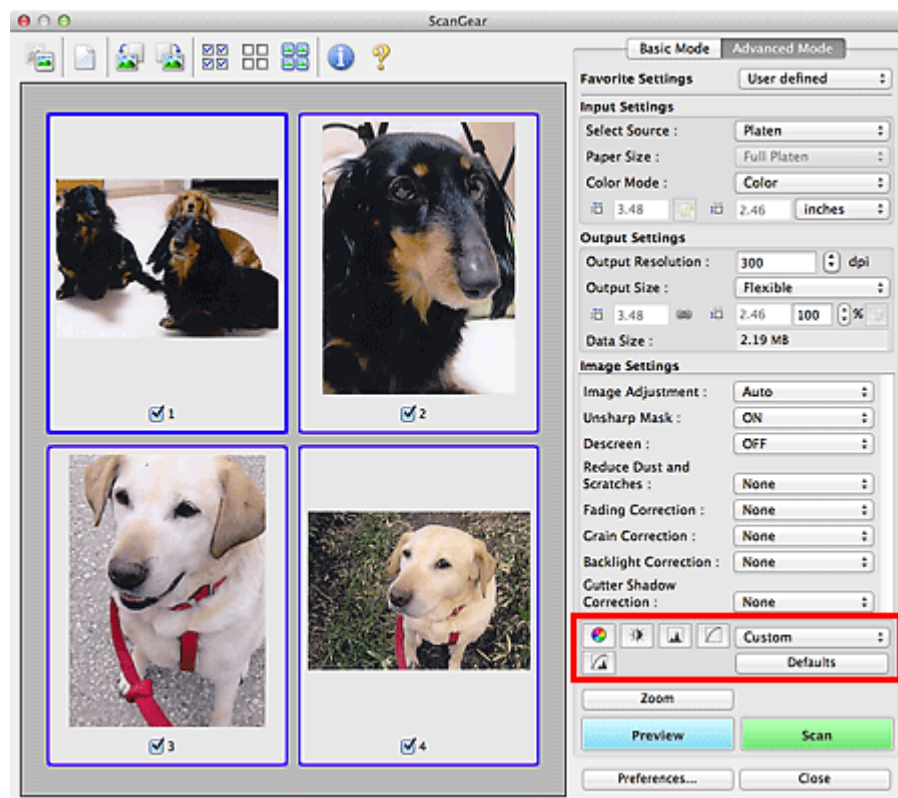 ScanGear
Basic Mode Advanced Mode
Favorite Settings User defined
Input Settings
Select Source : Platen
Paper Size : Full Platen
Color Mode : Color
3.48 2.46 inches
Output Settings
Output Resolution : 300 dpi
Output Size : Flexible
3.48 2.46 100 %
Data Size : 2.19 MB
Image Settings
Image Adjustment : Auto
Unsharp Mask : ON
Descreen : OFF
Reduce Dust and
Scratches : None
Fading Correction : None
Grain Correction : None
Backlight Correction : None
Gutter Shadow
Correction : None
Custom
Defaults
Zoom
Preview Scan
Preferences... Close
1 2
3 4